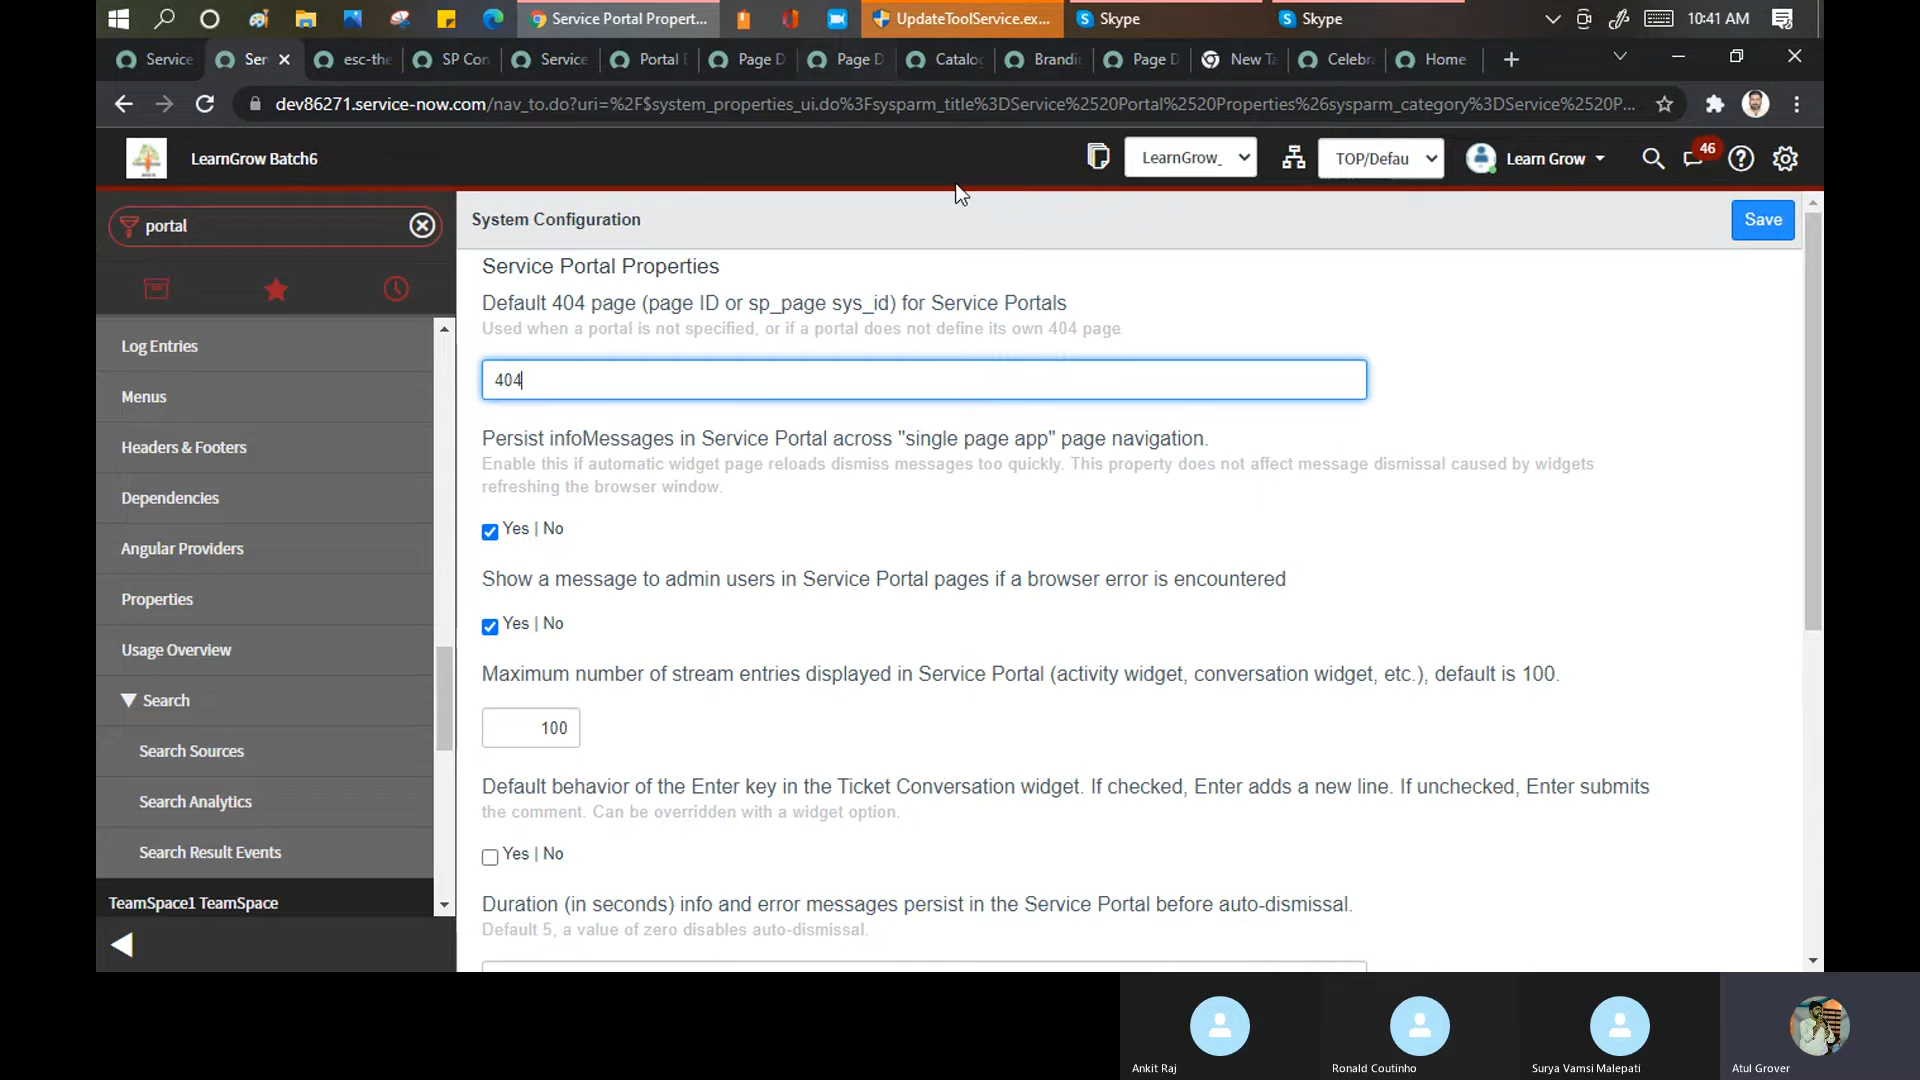 Service Portal Propert...
UpdateToolService.ex...
Skype
Skype
10:41 AM
Service
Ser
esc-the
SP Con
Service
Portal
Page D
Page D
Catalog
Brandi
Page D
New Ta
Celebra
Home
dev86271.service-now.com/nav_to.do?uri=%2F$system_properties_ui.do%3Fsysparm_title%3DService%2520Portal%2520Properties%26sysparm_category%3DService%2520P...
LearnGrow Batch6
LearnGrow_
TOP/Defau
Learn Grow
46
portal
System Configuration
Save
Service Portal Properties
Default 404 page (page ID or sp_page sys_id) for Service Portals
Used when a portal is not specified, or if a portal does not define its own 404 page
404
Persist infoMessages in Service Portal across "single page app" page navigation.
Enable this if automatic widget page reloads dismiss messages too quickly. This property does not affect message dismissal caused by widgets
refreshing the browser window.
Yes | No
Show a message to admin users in Service Portal pages if a browser error is encountered
Yes | No
Maximum number of stream entries displayed in Service Portal (activity widget, conversation widget, etc.), default is 100.
100
Default behavior of the Enter key in the Ticket Conversation widget. If checked, Enter adds a new line. If unchecked, Enter submits
the comment. Can be overridden with a widget option.
Yes | No
Duration (in seconds) info and error messages persist in the Service Portal before auto-dismissal.
Default 5, a value of zero disables auto-dismissal.
Log Entries
Menus
Headers & Footers
Dependencies
Angular Providers
Properties
Usage Overview
Search
Search Sources
Search Analytics
Search Result Events
TeamSpace1 TeamSpace
Ankit Raj
Ronald Coutinho
Surya Vamsi Malepati
Atul Grover